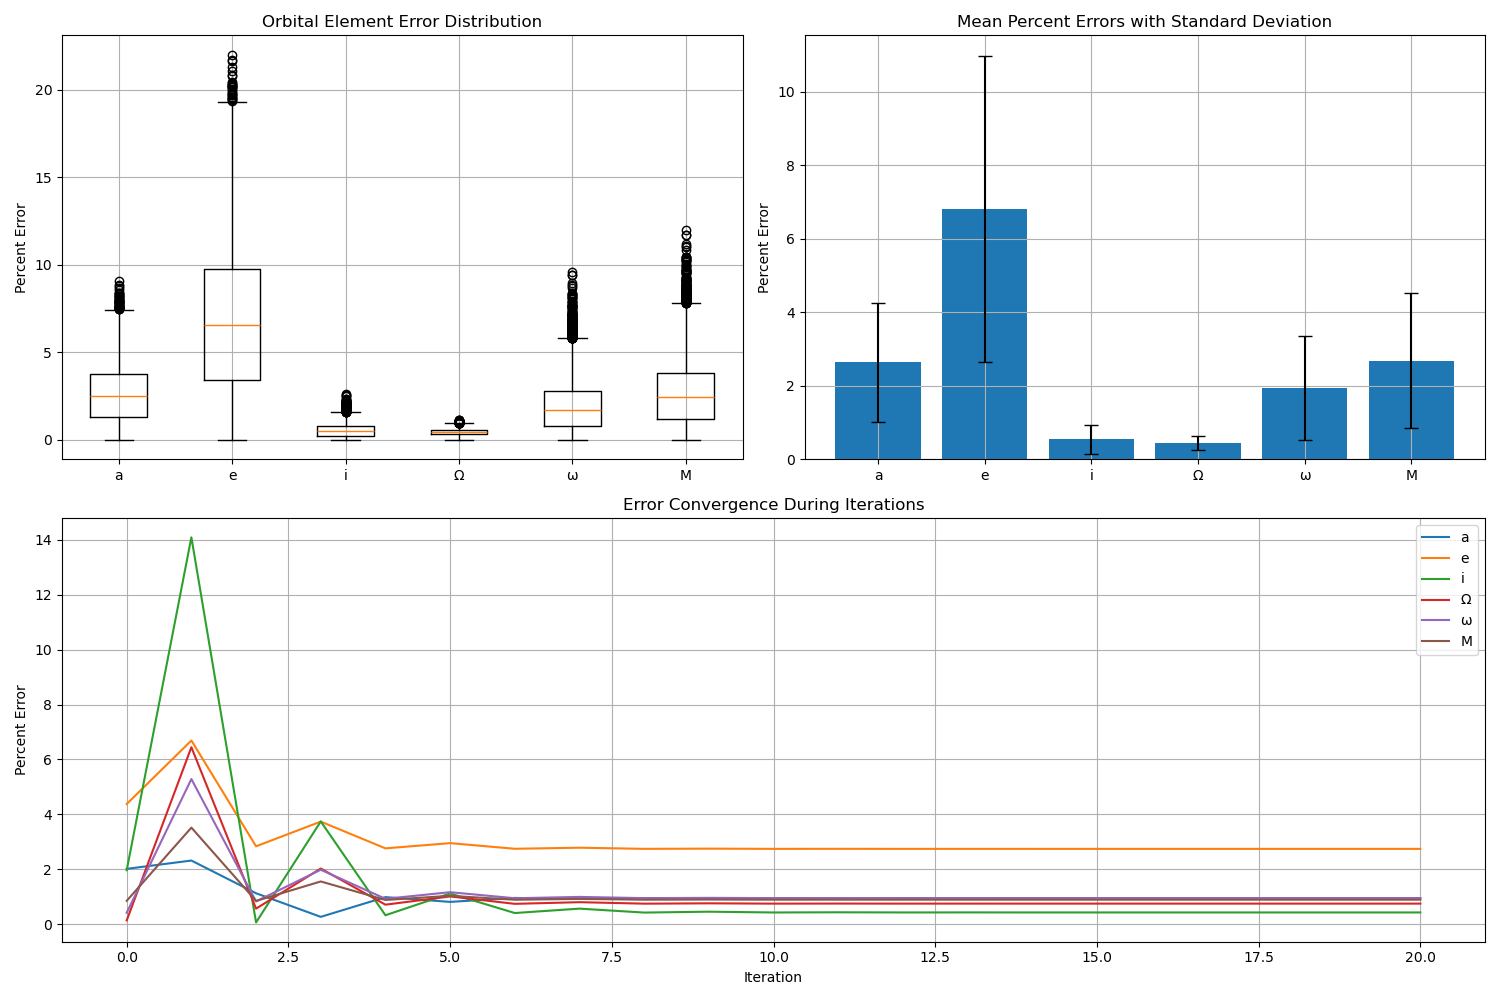 Orbital Element Error Distribution
Percent Error
20
15
10
5
0
a e i Ω ω M
Mean Percent Errors with Standard Deviation
Percent Error
10
8
6
4
2
0
a e i Ω ω M
Error Convergence During Iterations
Percent Error
14
12
10
8
6
4
2
0
0.0 2.5 5.0 7.5 10.0 12.5 15.0 17.5 20.0
Iteration
a
e
i
Ω
ω
M